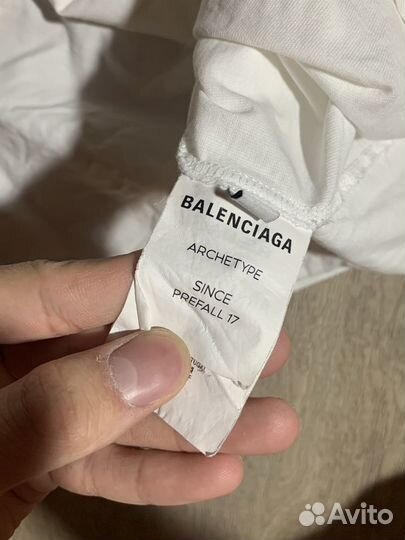 BALENCIAGA
ARCHETYPE
SINCE
PREFALL 17
Avito